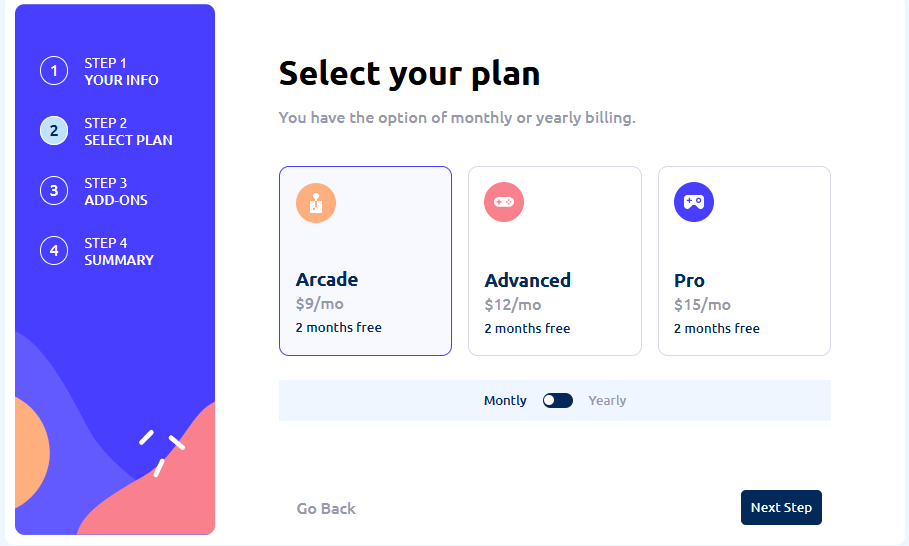 1
STEP 1
YOUR INFO
2
STEP 2
SELECT PLAN
3
STEP 3
ADD-ONS
4
STEP 4
SUMMARY
Select your plan
You have the option of monthly or yearly billing.
Arcade
$9/mo
2 months free
Advanced
$12/mo
2 months free
Pro
$15/mo
2 months free
Montly Yearly
Go Back
Next Step